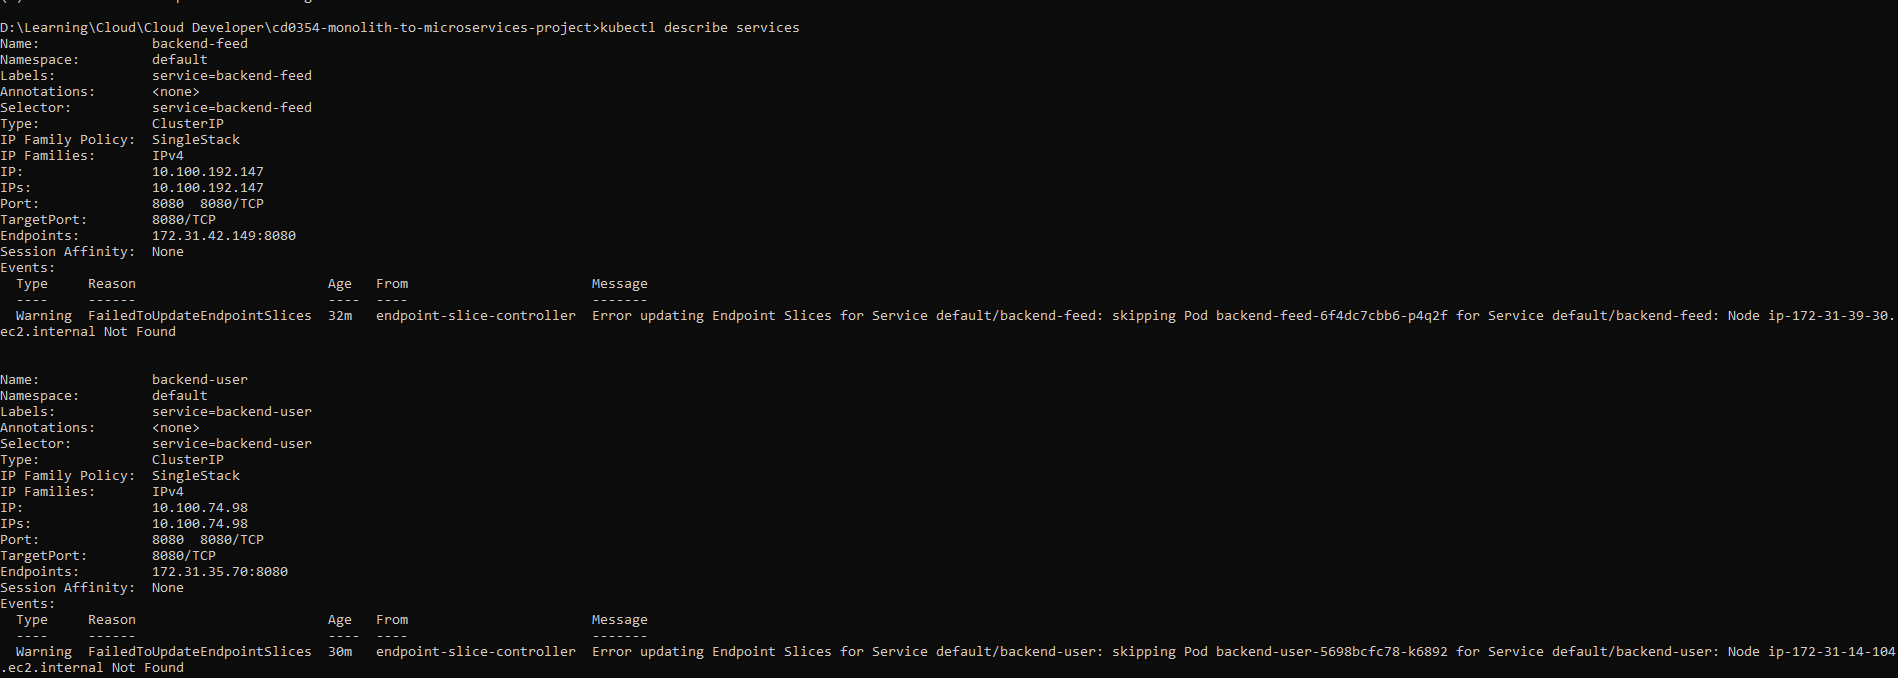 D:\Learning\Cloud\Cloud Developer\cd0354-monolith-to-microservices-project>kubectl describe services
Name:              backend-feed
Namespace:         default
Labels:            service=backend-feed
Annotations:       <none>
Selector:          service=backend-feed
Type:              ClusterIP
IP Family Policy:  SingleStack
IP Families:       IPv4
IP:                10.100.192.147
IPs:               10.100.192.147
Port:              8080  8080/TCP
TargetPort:        8080/TCP
Endpoints:         172.31.42.149:8080
Session Affinity:  None
Events:
  Type     Reason                        Age   From                       Message
  ----     ------                        ----  ----                       -------
  Warning  FailedToUpdateEndpointSlices  32m   endpoint-slice-controller  Error updating Endpoint Slices for Service default/backend-feed: skipping Pod backend-feed-6f4dc7cbb6-p4q2f for Service default/backend-feed: Node ip-172-31-39-30.
ec2.internal Not Found
Name:              backend-user
Namespace:         default
Labels:            service=backend-user
Annotations:       <none>
Selector:          service=backend-user
Type:              ClusterIP
IP Family Policy:  SingleStack
IP Families:       IPv4
IP:                10.100.74.98
IPs:               10.100.74.98
Port:              8080  8080/TCP
TargetPort:        8080/TCP
Endpoints:         172.31.35.70:8080
Session Affinity:  None
Events:
  Type     Reason                        Age   From                       Message
  ----     ------                        ----  ----                       -------
  Warning  FailedToUpdateEndpointSlices  30m   endpoint-slice-controller  Error updating Endpoint Slices for Service default/backend-user: skipping Pod backend-user-5698bcfc78-k6892 for Service default/backend-user: Node ip-172-31-14-104
.ec2.internal Not Found